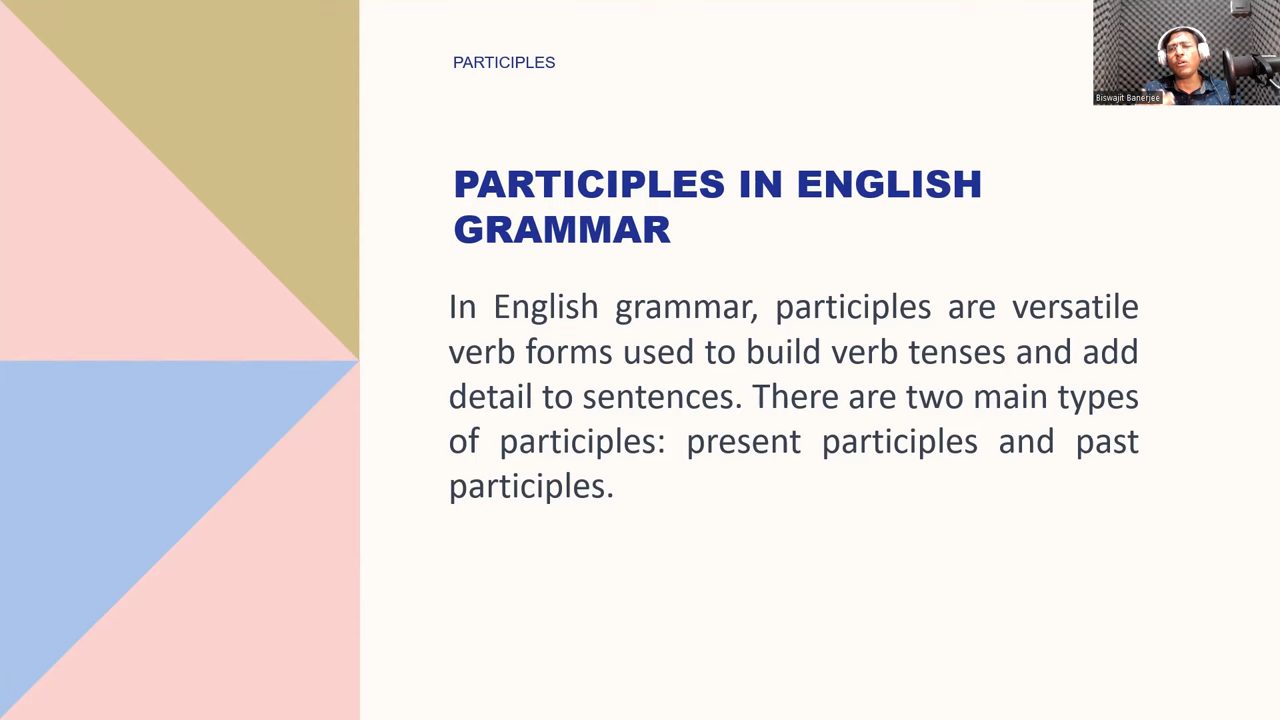 PARTICIPLES
Biswajit Banerjee
PARTICIPLES IN ENGLISH
GRAMMAR
In English grammar, participles are versatile
verb forms used to build verb tenses and add
detail to sentences. There are two main types
of participles: present participles and past
participles.